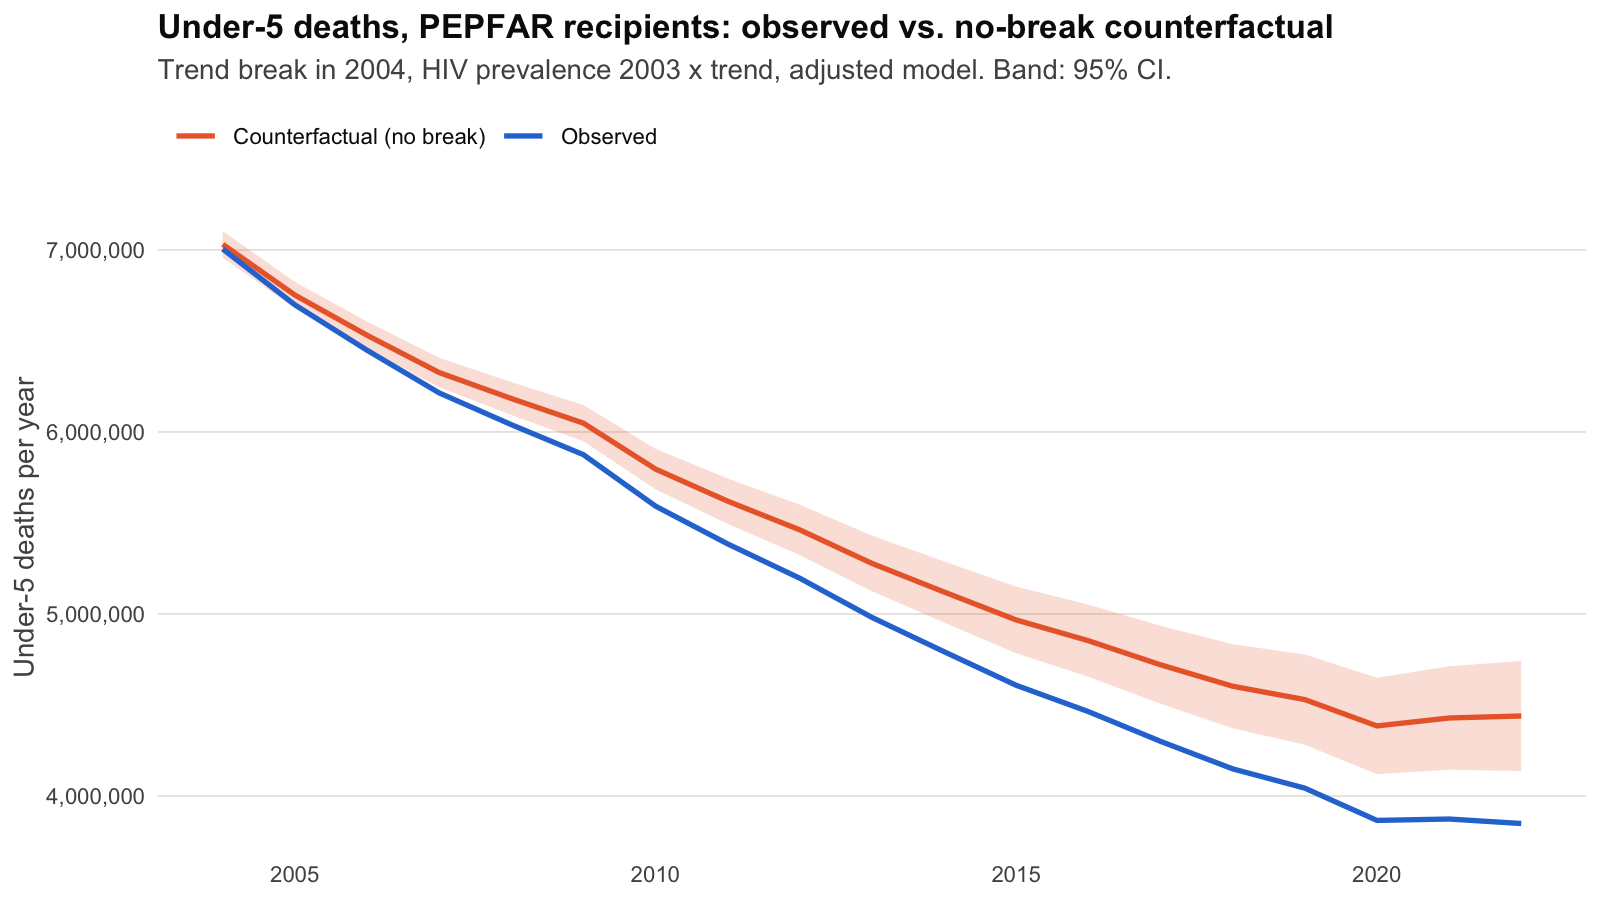 Under-5 deaths, PEPFAR recipients: observed vs. no-break counterfactual
Trend break in 2004, HIV prevalence 2003 x trend, adjusted model. Band: 95% CI.
Counterfactual (no break)
Observed
Under-5 deaths per year
7,000,000
6,000,000
5,000,000
4,000,000
2005
2010
2015
2020